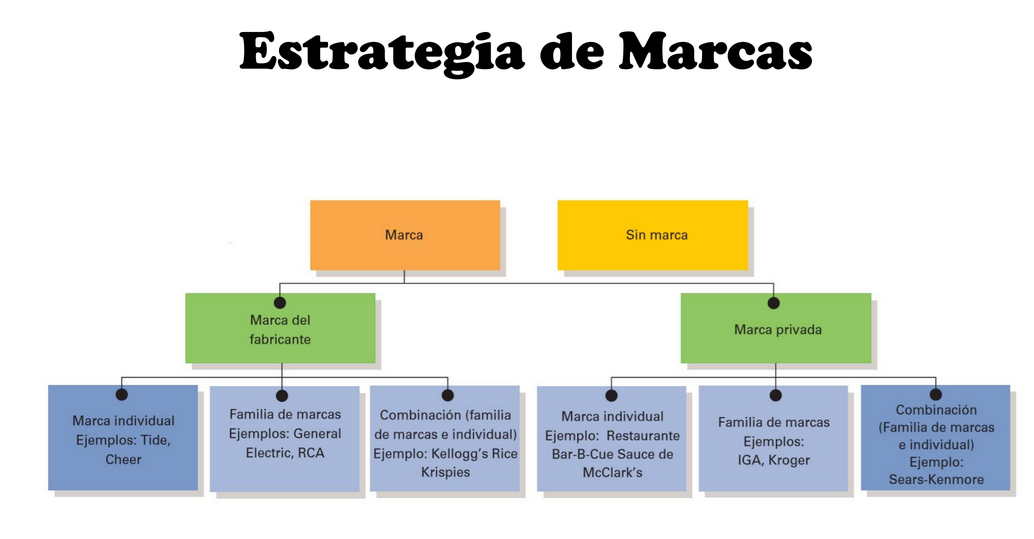 Estrategia de Marcas
Marca
Sin marca
Marca del
fabricante
Marca privada
Marca individual
Ejemplos: Tide,
Cheer
Familia de marcas
Ejemplos: General
Electric, RCA
Combinación (familia
de marcas e individual)
Ejemplo: Kellogg’s Rice
Krispies
Marca individual
Ejemplo: Restaurante
Bar-B-Cue Sauce de
McClark’s
Familia de marcas
Ejemplos:
IGA, Kroger
Combinación
(Familia de marcas
e individual)
Ejemplo:
Sears-Kenmore